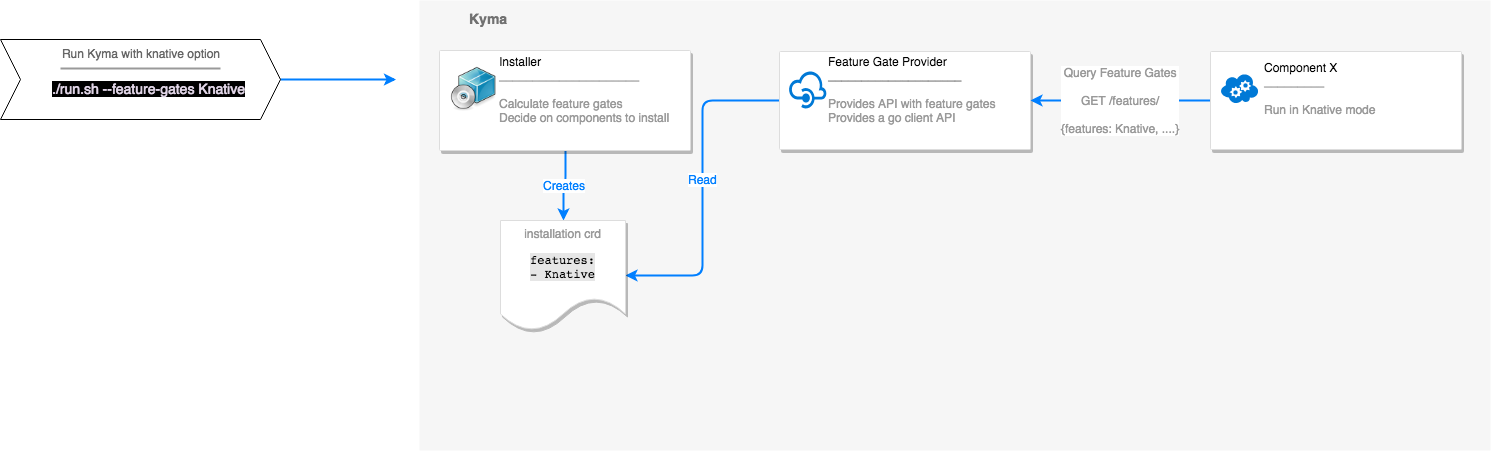 Kyma
Run Kyma with knative option
./run.sh --feature-gates Knative
Installer
Calculate feature gates
Decide on components to install
Creates
installation crd
features:
- Knative
Read
Feature Gate Provider
Provides API with feature gates
Provides a go client API
Query Feature Gates
GET /features/
{features: Knative, ....}
Component X
Run in Knative mode